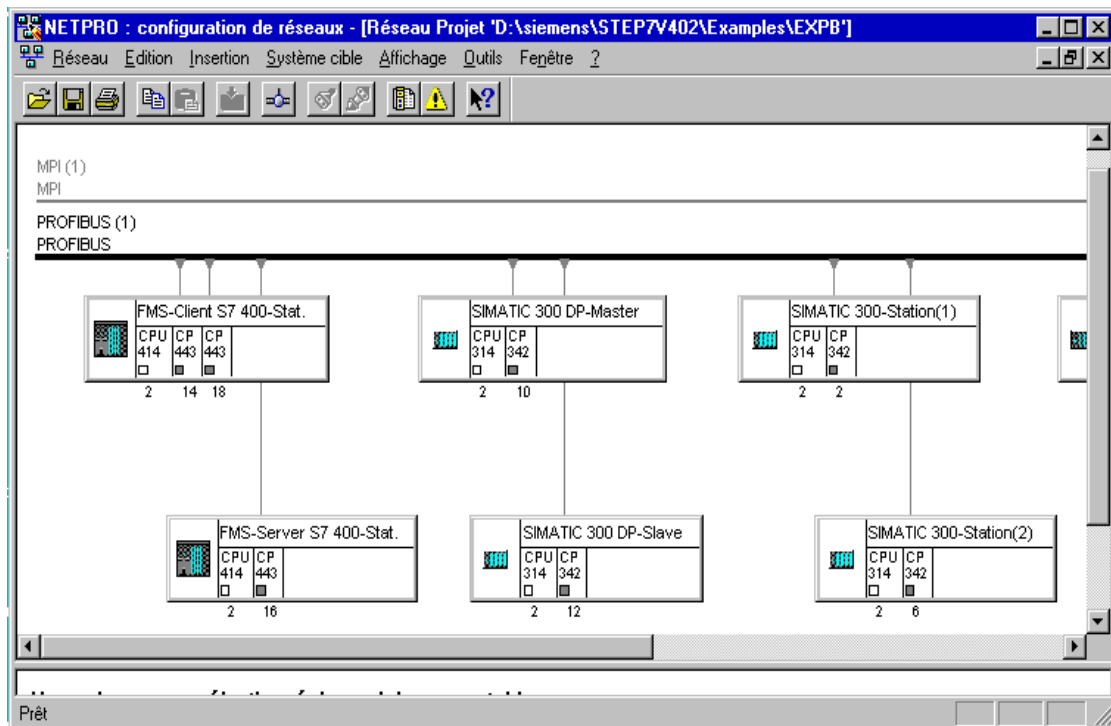 NETPRO : configuration de réseaux - [Réseau Projet 'D:\siemens\STEP7V402\Examples\EXPB']
Réseau Edition Insertion Système cible Affichage Outils Fenêtre ?
MPI (1)
MPI
PROFIBUS (1)
PROFIBUS
FMS-Client S7 400-Stat.
CPU CP CP
414 443 443
2 14 18
SIMATIC 300 DP-Master
CPU CP
314 342
2 10
SIMATIC 300-Station(1)
CPU CP
314 342
2 2
FMS-Server S7 400-Stat.
CPU CP
414 443
2 16
SIMATIC 300 DP-Slave
CPU CP
314 342
2 12
SIMATIC 300-Station(2)
CPU CP
314 342
2 6
Prêt